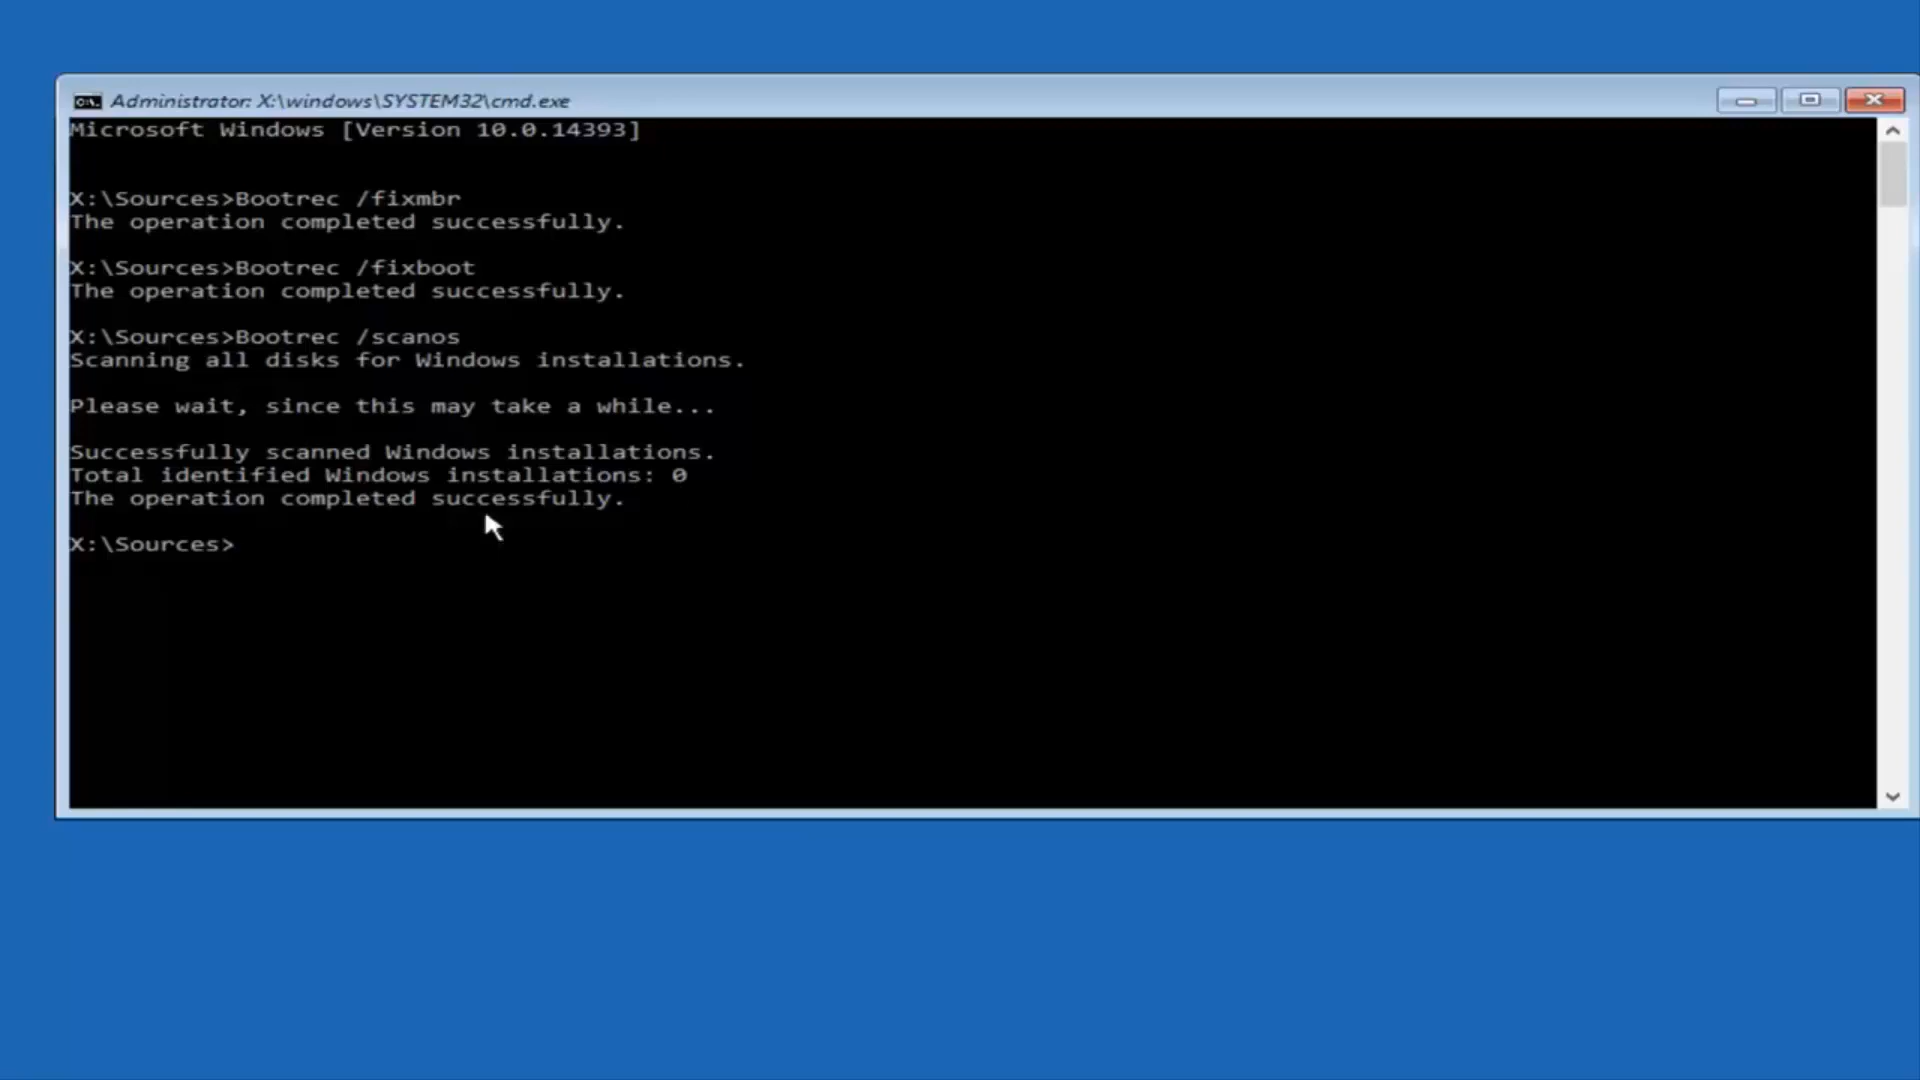 Administrator: X:\windows\SYSTEM32\cmd.exe
Microsoft Windows [Version 10.0.14393]
X:\Sources>Bootrec /fixmbr
The operation completed successfully.
X:\Sources>Bootrec /fixboot
The operation completed successfully.
X:\Sources>Bootrec /scanos
Scanning all disks for Windows installations.
Please wait, since this may take a while...
Successfully scanned Windows installations.
Total identified Windows installations: 0
The operation completed successfully.
X:\Sources>